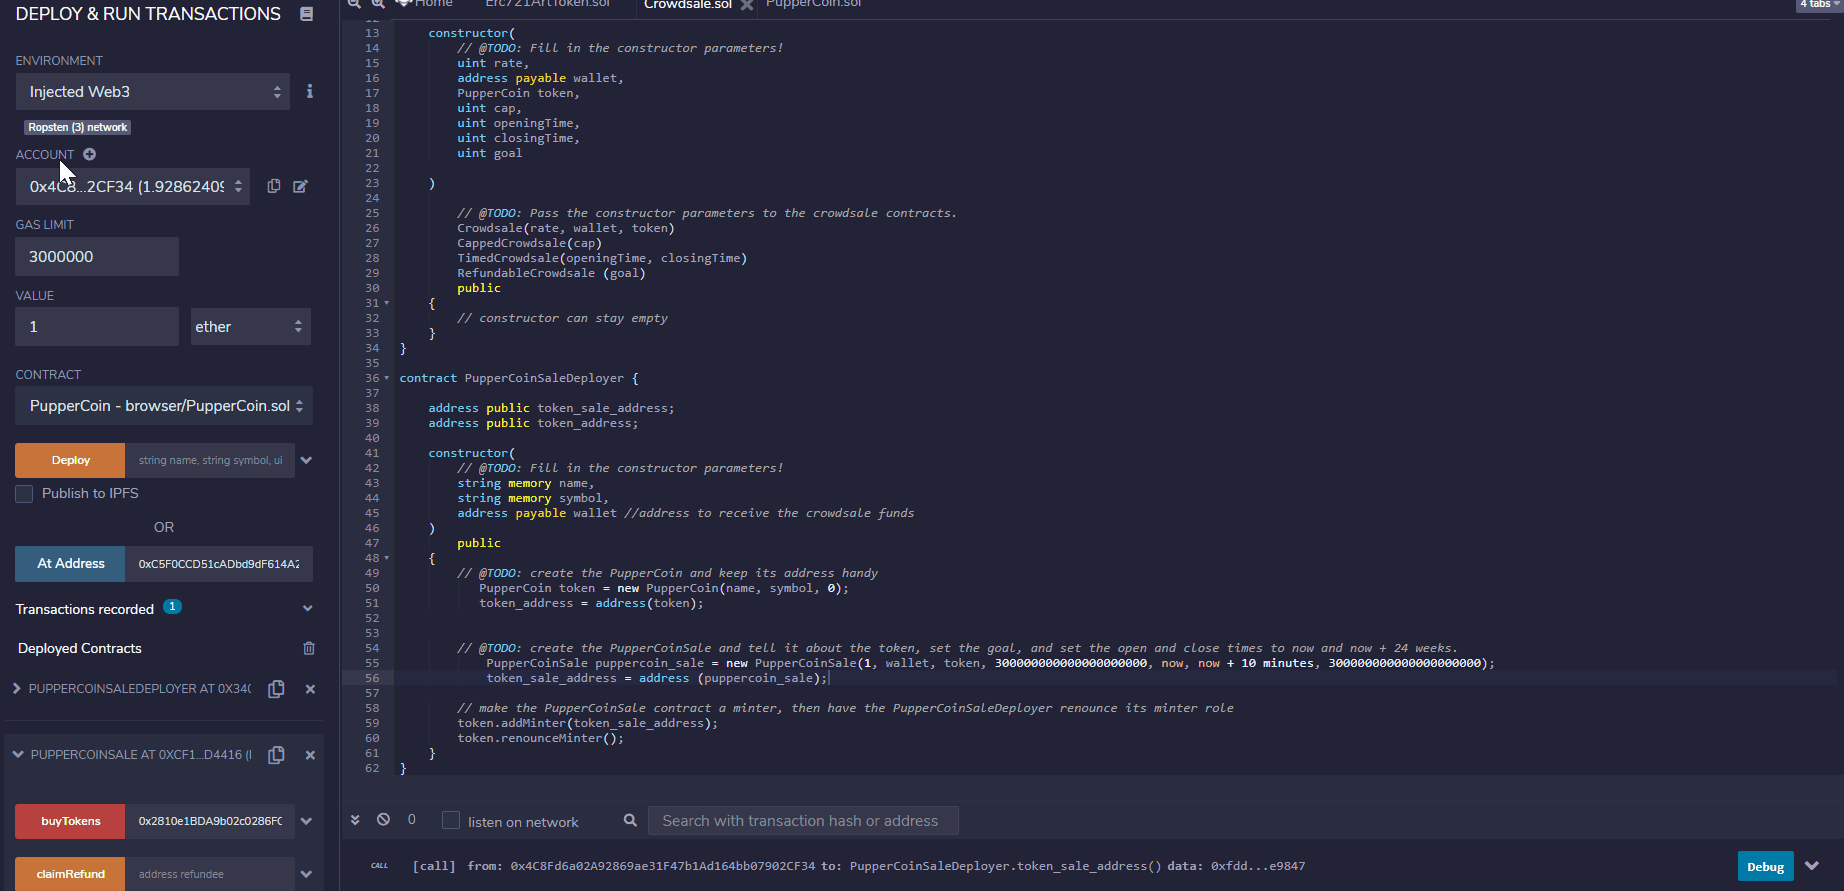 DEPLOY & RUN TRANSACTIONS
ENVIRONMENT
Injected Web3
Ropsten (3) network
ACCOUNT
0x4C8...2CF34 (1.92862409
GAS LIMIT
3000000
VALUE
1
ether
CONTRACT
PupperCoin - browser/PupperCoin.sol
Deploy
string name, string symbol, ui
Publish to IPFS
OR
At Address
0xC5F0CCD51cADbd9dF614A2
Transactions recorded 1
Deployed Contracts
PUPPERCOINSALEDEPLOYER AT 0X34(
PUPPERCOINSALE AT 0XCF1...D4416 (
buyTokens
0x2810e1BDA9b02c0286F
claimRefund
address refundee
Home
Erc721ArtToken.sol
Crowdsale.sol
PupperCoin.sol
4 tabs
12
13 constructor(
14 // @TODO: Fill in the constructor parameters!
15 uint rate,
16 address payable wallet,
17 PupperCoin token,
18 uint cap,
19 uint openingTime,
20 uint closingTime,
21 uint goal
22
23 )
24
25 // @TODO: Pass the constructor parameters to the crowdsale contracts.
26 Crowdsale(rate, wallet, token)
27 CappedCrowdsale(cap)
28 TimedCrowdsale(openingTime, closingTime)
29 RefundableCrowdsale (goal)
30 public
31 {
32 // constructor can stay empty
33 }
34 }
35
36 contract PupperCoinSaleDeployer {
37
38 address public token_sale_address;
39 address public token_address;
40
41 constructor(
42 // @TODO: Fill in the constructor parameters!
43 string memory name,
44 string memory symbol,
45 address payable wallet //address to receive the crowdsale funds
46 )
47 public
48 {
49 // @TODO: create the PupperCoin and keep its address handy
50 PupperCoin token = new PupperCoin(name, symbol, 0);
51 token_address = address(token);
52
53
54 // @TODO: create the PupperCoinSale and tell it about the token, set the goal, and set the open and close times to now and now + 24 weeks.
55 PupperCoinSale puppercoin_sale = new PupperCoinSale(1, wallet, token, 300000000000000000000, now, now + 10 minutes, 300000000000000000000);
56 token_sale_address = address (puppercoin_sale);
57
58 // make the PupperCoinSale contract a minter, then have the PupperCoinSaleDeployer renounce its minter role
59 token.addMinter(token_sale_address);
60 token.renounceMinter();
61 }
62 }
0
listen on network
Search with transaction hash or address
CALL
[call] from: 0x4C8Fd6a02A92869ae31F47b1Ad164bb07902CF34 to: PupperCoinSaleDeployer.token_sale_address() data: 0xfdd...e9847
Debug